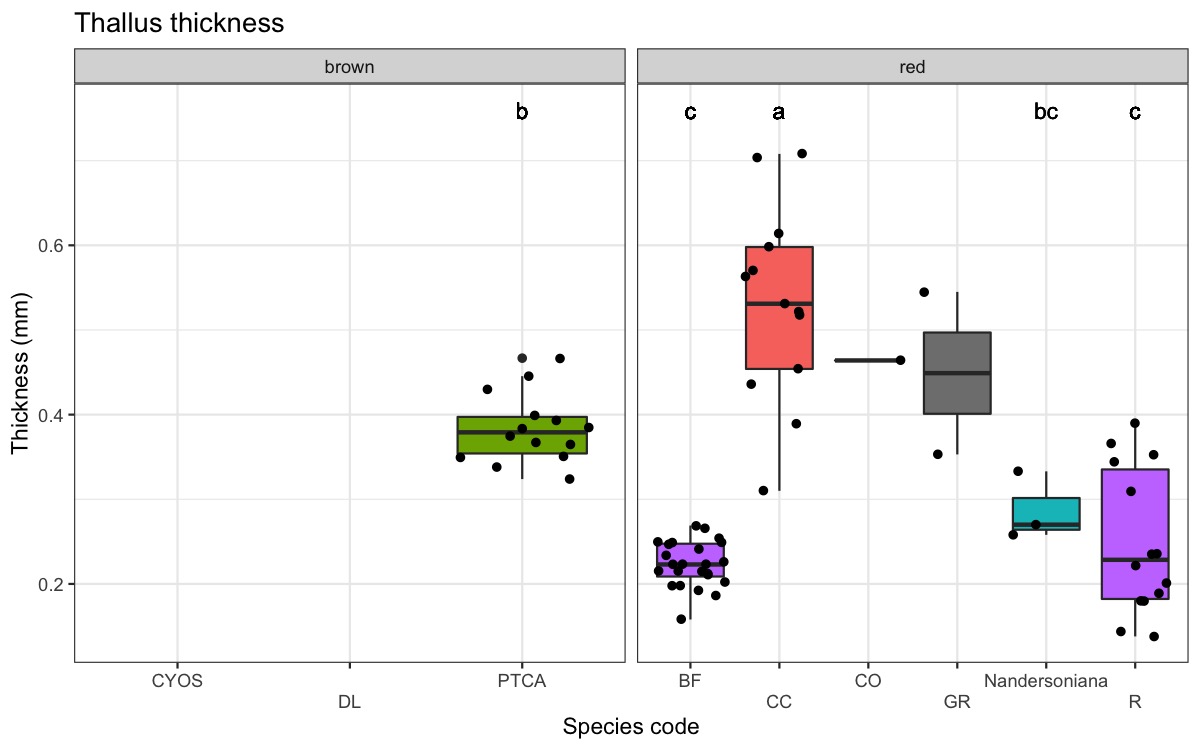 Thallus thickness
brown
red
b
c
a
bc
c
0.6
0.4
0.2
Thickness (mm)
CYOS
DL
PTCA
BF
CC
CO
GR
Nandersoniana
R
Species code